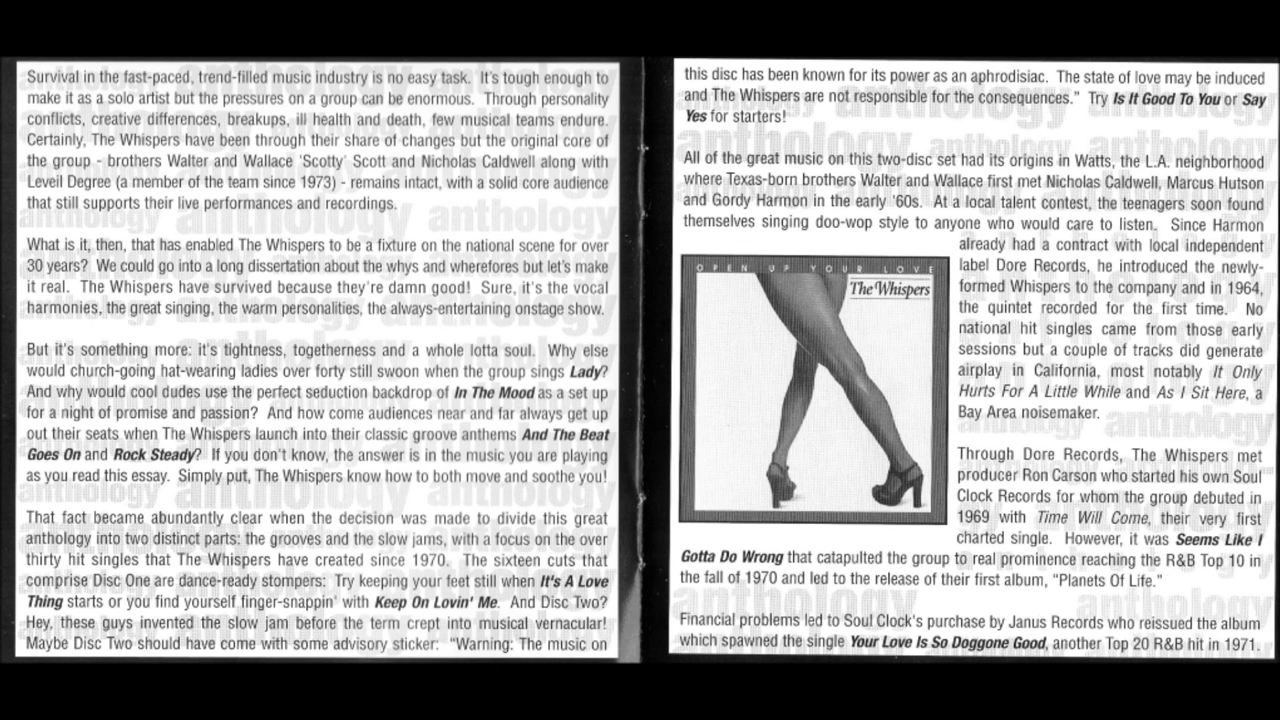 Survival in the fast-paced, trend-filled music industry is no easy task. It's tough enough to
make it as a solo artist but the pressures on a group can be enormous. Through personality
conflicts, creative differences, breakups, ill health and death, few musical teams endure.
Certainly, The Whispers have been through their share of changes but the original core of
the group - brothers Walter and Wallace 'Scotty' Scott and Nicholas Caldwell along with
Leveil Degree (a member of the team since 1973) - remains intact, with a solid core audience
that still supports their live performances and recordings.
What is it, then, that has enabled The Whispers to be a fixture on the national scene for over
30 years? We could go into a long dissertation about the whys and wherefores but let's make
it real. The Whispers have survived because they're damn good! Sure, it's the vocal
harmonies, the great singing, the warm personalities, the always-entertaining onstage show.
But it's something more: it's tightness, togetherness and a whole lotta soul. Why else
would church-going hat-wearing ladies over forty still swoon when the group sings Lady?
And why would cool dudes use the perfect seduction backdrop of In The Mood as a set up
for a night of promise and passion? And how come audiences near and far always get up
out their seats when The Whispers launch into their classic groove anthems And The Beat
Goes On and Rock Steady? If you don't know, the answer is in the music you are playing
as you read this essay. Simply put, The Whispers know how to both move and soothe you!
That fact became abundantly clear when the decision was made to divide this great
anthology into two distinct parts: the grooves and the slow jams, with a focus on the over
thirty hit singles that The Whispers have created since 1970. The sixteen cuts that
comprise Disc One are dance-ready stompers: Try keeping your feet still when It's A Love
Thing starts or you find yourself finger-snappin' with Keep On Lovin' Me. And Disc Two?
Hey, these guys invented the slow jam before the term crept into musical vernacular!
Maybe Disc Two should have come with some advisory sticker: "Warning: The music on
this disc has been known for its power as an aphrodisiac. The state of love may be induced
and The Whispers are not responsible for the consequences." Try Is It Good To You or Say
Yes for starters!
All of the great music on this two-disc set had its origins in Watts, the L.A. neighborhood
where Texas-born brothers Walter and Wallace first met Nicholas Caldwell, Marcus Hutson
and Gordy Harmon in the early '60s. At a local talent contest, the teenagers soon found
themselves singing doo-wop style to anyone who would care to listen. Since Harmon
already had a contract with local independent
label Dore Records, he introduced the newly-
formed Whispers to the company and in 1964,
the quintet recorded for the first time. No
national hit singles came from those early
sessions but a couple of tracks did generate
airplay in California, most notably It Only
Hurts For A Little While and As I Sit Here, a
Bay Area noisemaker.
OPEN UP YOUR LOVE
The Whispers
Through Dore Records, The Whispers met
producer Ron Carson who started his own Soul
Clock Records for whom the group debuted in
1969 with Time Will Come, their very first
charted single. However, it was Seems Like I
Gotta Do Wrong that catapulted the group to real prominence reaching the R&B Top 10 in
the fall of 1970 and led to the release of their first album, "Planets Of Life."
Financial problems led to Soul Clock's purchase by Janus Records who reissued the album
which spawned the single Your Love Is So Doggone Good, another Top 20 R&B hit in 1971.